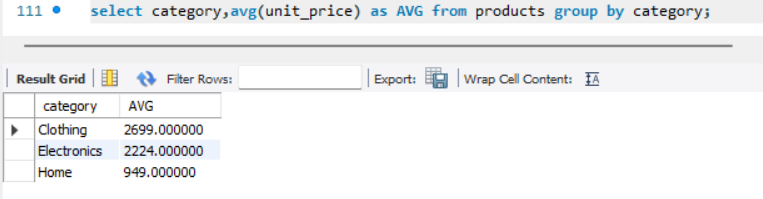 111 select category,avg(unit_price) as AVG from products group by category;
Result Grid Filter Rows: Export: Wrap Cell Content: IA
category AVG
Clothing 2699.000000
Electronics 2224.000000
Home 949.000000